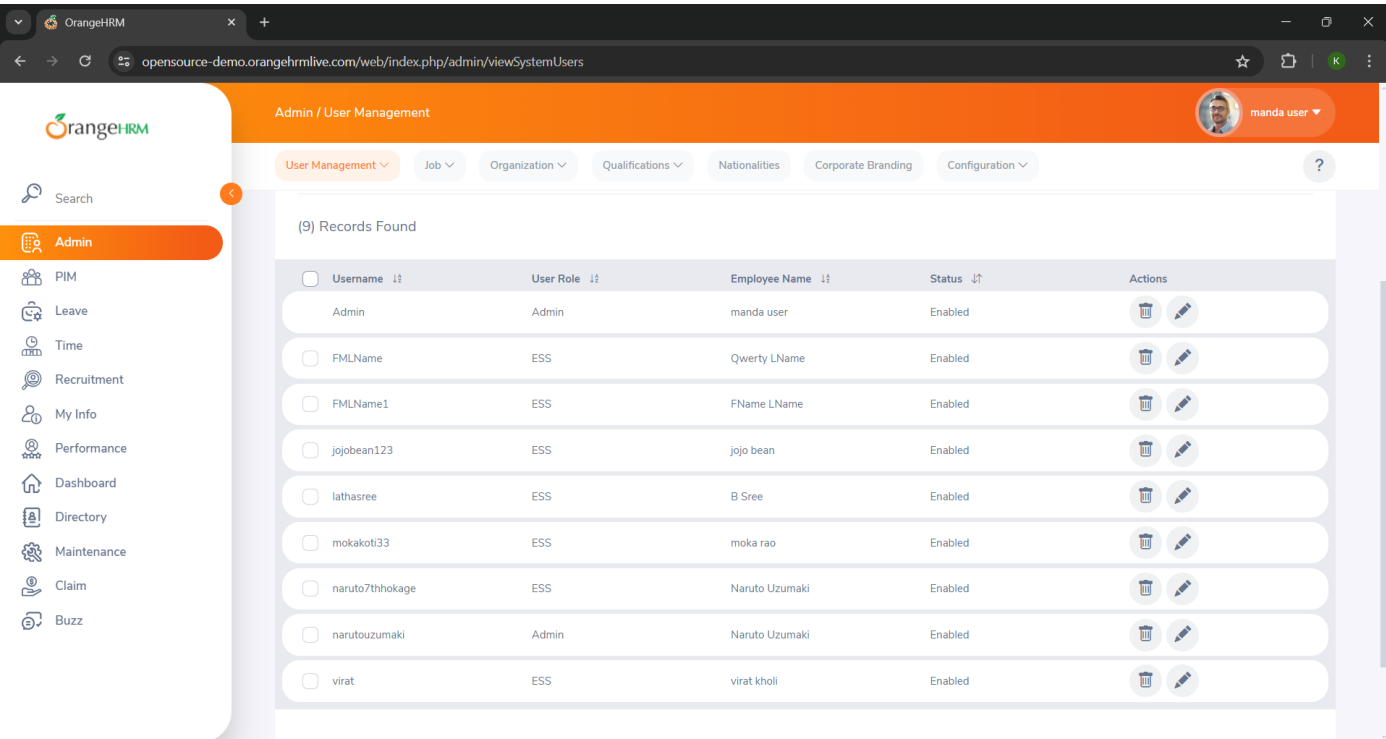 OrangeHRM
opensource-demo.orangehrmlive.com/web/index.php/admin/viewSystemUsers
K
OrangeHRM
Admin / User Management
manda user
User Management
Job
Organization
Qualifications
Nationalities
Corporate Branding
Configuration
?
Search
Admin
PIM
Leave
Time
Recruitment
My Info
Performance
Dashboard
Directory
Maintenance
Claim
Buzz
(9) Records Found
Username User Role Employee Name Status Actions
Admin Admin manda user Enabled
FMLName ESS Qwerty LName Enabled
FMLName1 ESS FName LName Enabled
jojobean123 ESS jojo bean Enabled
lathasree ESS B Sree Enabled
mokakoti33 ESS moka rao Enabled
naruto7thhokage ESS Naruto Uzumaki Enabled
narutouzumaki Admin Naruto Uzumaki Enabled
virat ESS virat kholi Enabled